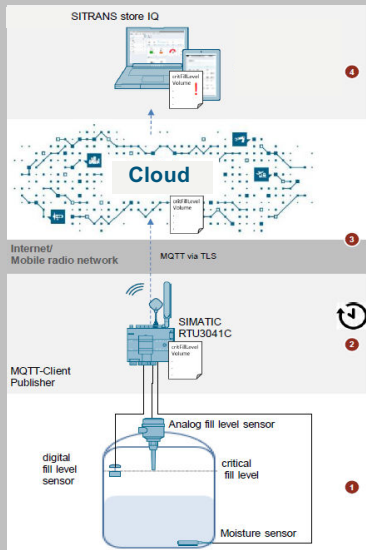 SITRANS store IQ
critFillLevel
Volume
!
4
Cloud
critFillLevel
Volume
3
Internet/
Mobile radio network
MQTT via TLS
SIMATIC
RTU3041C
critFillLevel
Volume
2
MQTT-Client
Publisher
Analog fill level sensor
digital
fill level
sensor
critical
fill level
1
Moisture sensor